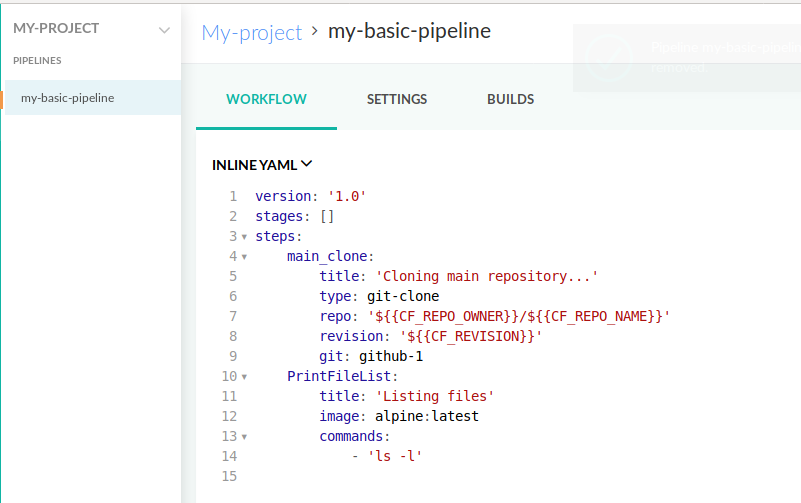 MY-PROJECT
PIPELINES
my-basic-pipeline
My-project > my-basic-pipeline
Pipeline my-basic-pipelin
removed
WORKFLOW SETTINGS BUILDS
INLINE YAML
1 version: '1.0'
2 stages: []
3 steps:
4 main_clone:
5 title: 'Cloning main repository...'
6 type: git-clone
7 repo: '${{CF_REPO_OWNER}}/${{CF_REPO_NAME}}'
8 revision: '${{CF_REVISION}}'
9 git: github-1
10 PrintFileList:
11 title: 'Listing files'
12 image: alpine:latest
13 commands:
14 - 'ls -l'
15